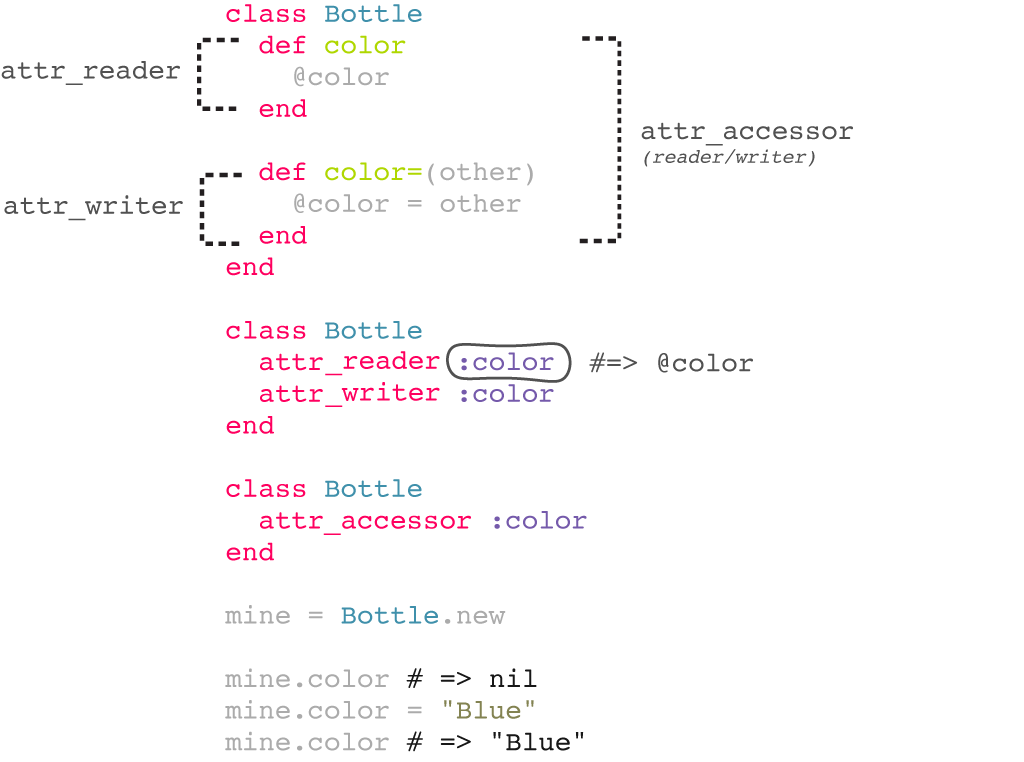 class Bottle
def color
attr_reader
@color
end
attr_accessor
(reader/writer)
def color=(other)
attr_writer
@color = other
end
end
class Bottle
attr_reader :color #=> @color
attr_writer :color
end
class Bottle
attr_accessor :color
end
mine = Bottle.new
mine.color # => nil
mine.color = "Blue"
mine.color # => "Blue"